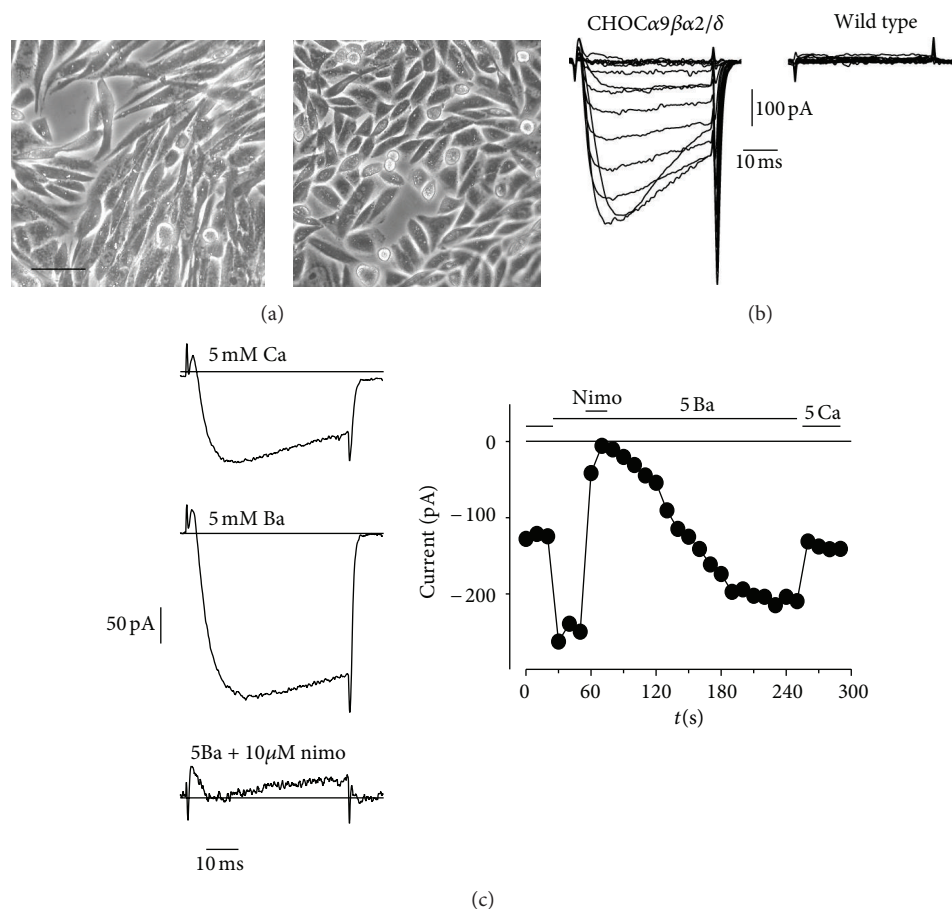 (a)
CHOCα9βα2/δ
Wild type
100 pA
10 ms
(b)
5 mM Ca
5 mM Ba
50 pA
5Ba + 10μM nimo
10 ms
Nimo
5 Ba
5 Ca
0
−100
−200
Current (pA)
0 60 120 180 240 300
t(s)
(c)